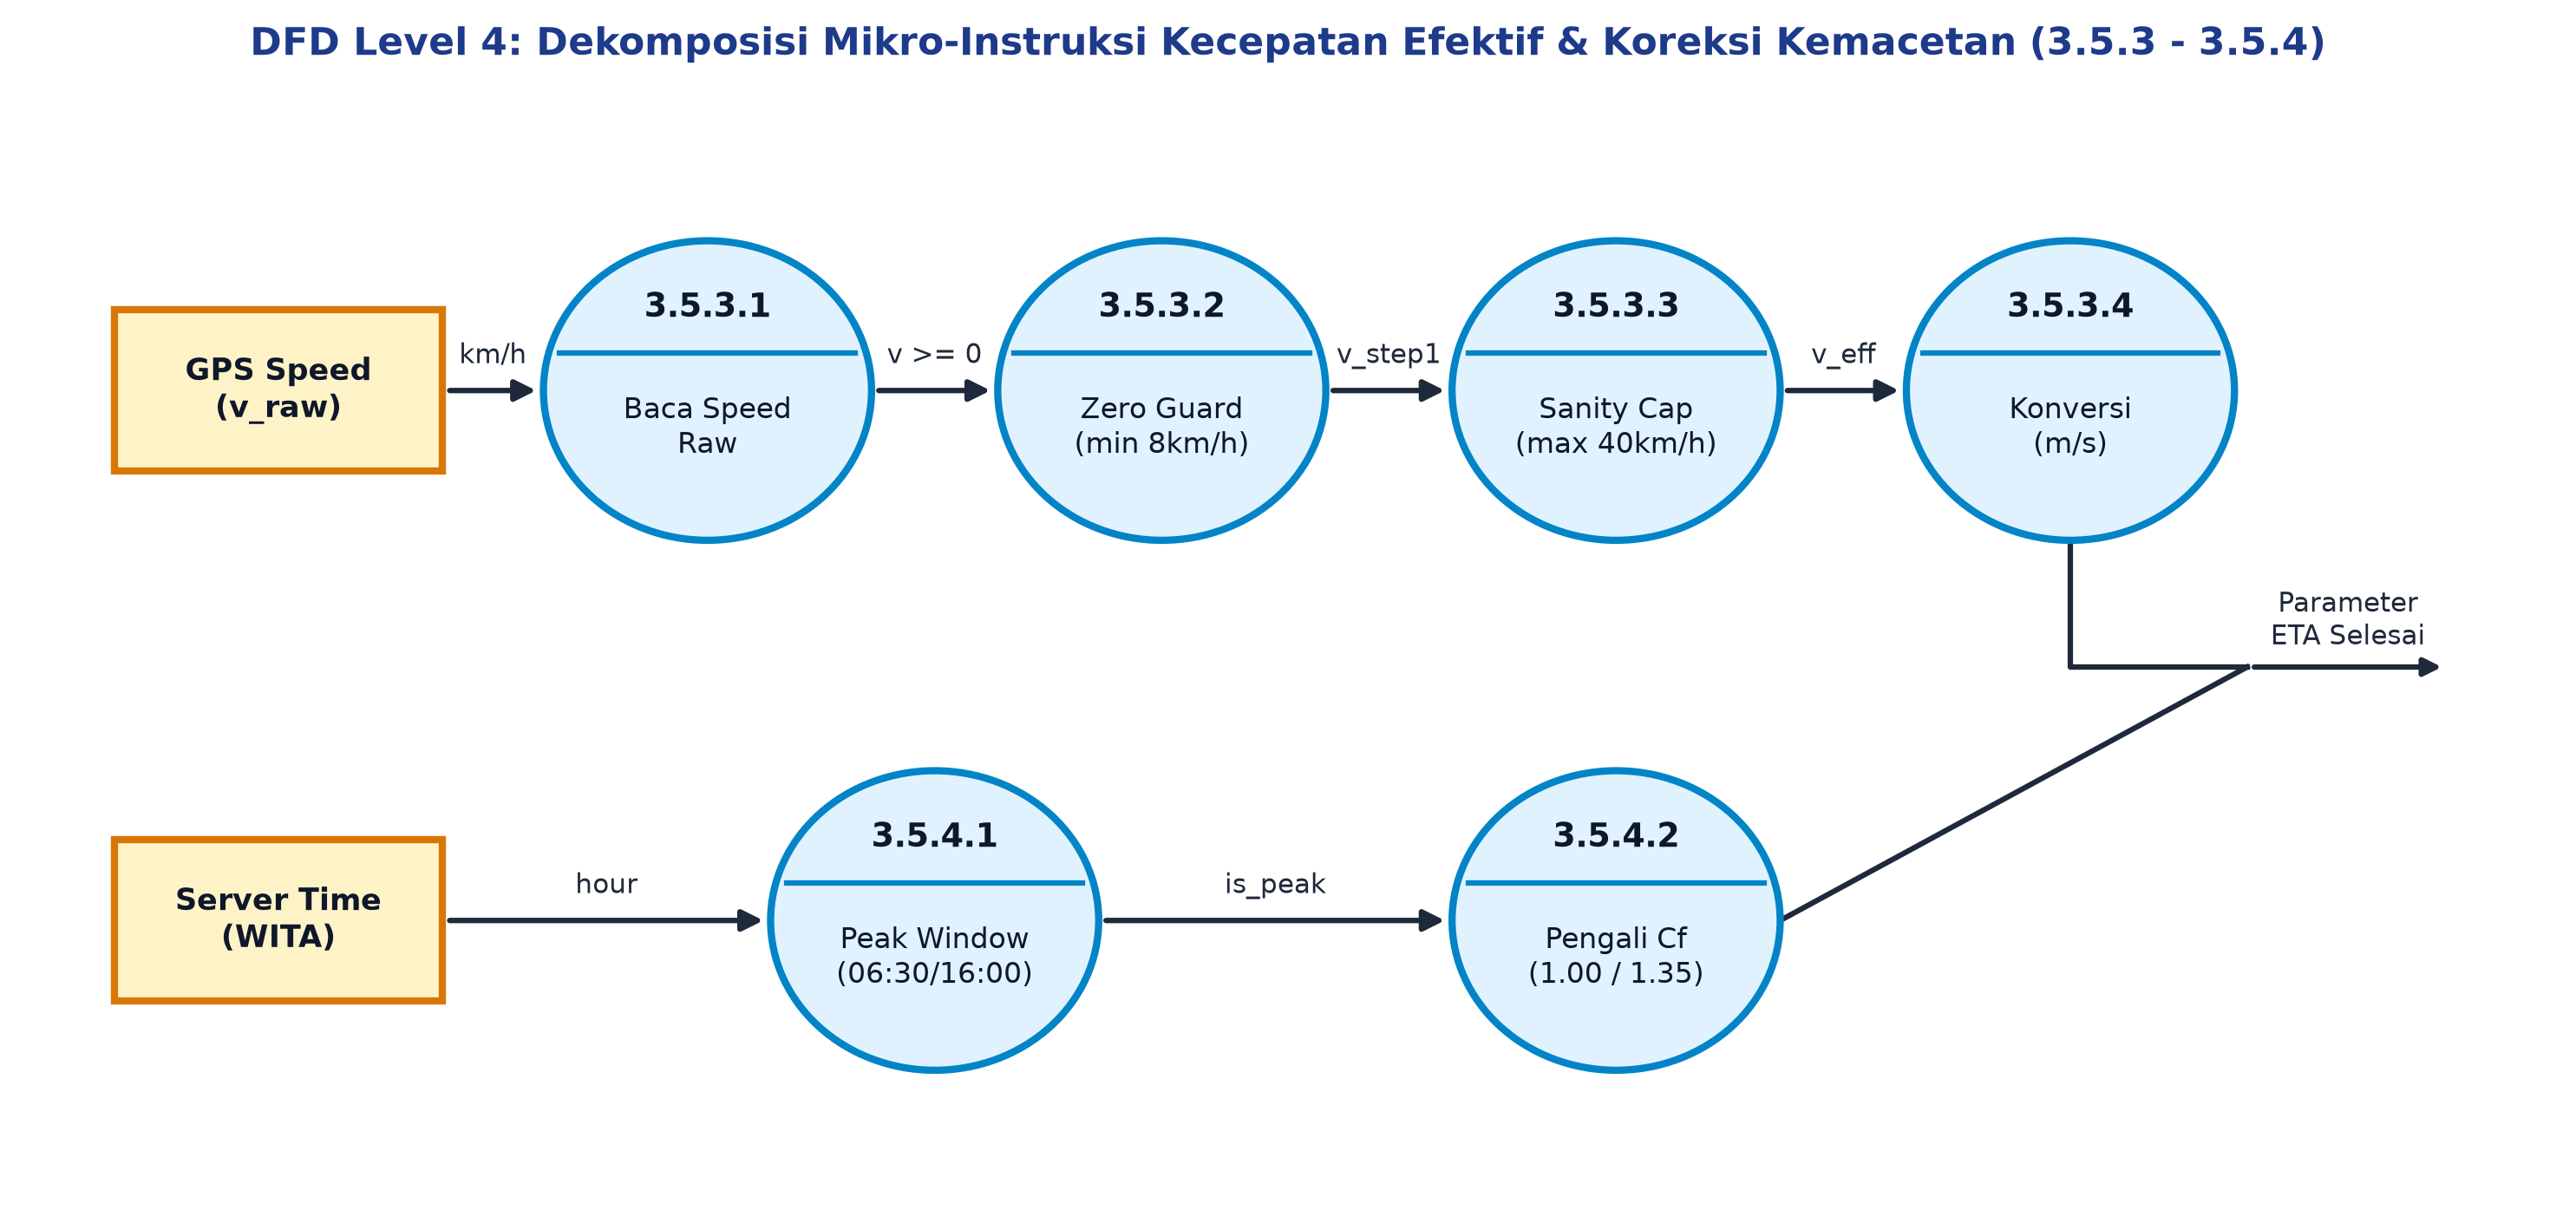 DFD Level 4: Dekomposisi Mikro-Instruksi Kecepatan Efektif & Koreksi Kemacetan (3.5.3 - 3.5.4)
GPS Speed
(v_raw)
km/h
3.5.3.1
Baca Speed
Raw
v >= 0
3.5.3.2
Zero Guard
(min 8km/h)
v_step1
3.5.3.3
Sanity Cap
(max 40km/h)
v_eff
3.5.3.4
Konversi
(m/s)
Parameter
ETA Selesai
Server Time
(WITA)
hour
3.5.4.1
Peak Window
(06:30/16:00)
is_peak
3.5.4.2
Pengali Cf
(1.00 / 1.35)